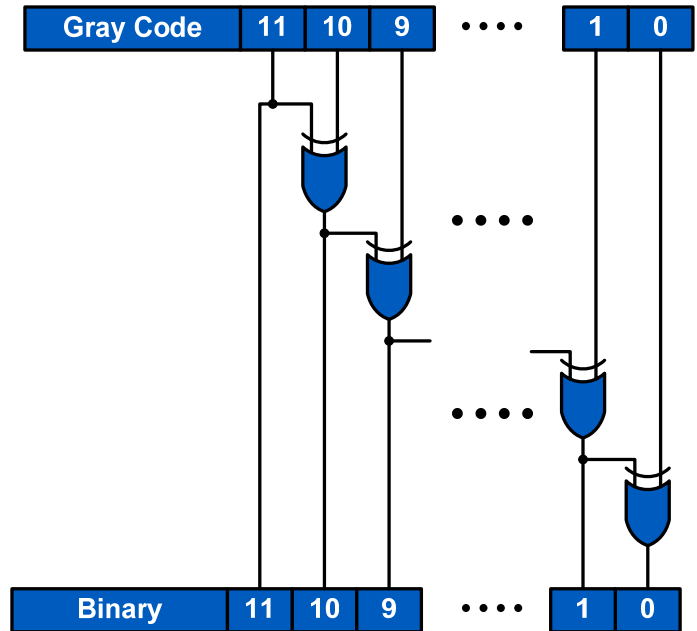 Gray Code 11 10 9 •••• 1 0
Binary 11 10 9 •••• 1 0